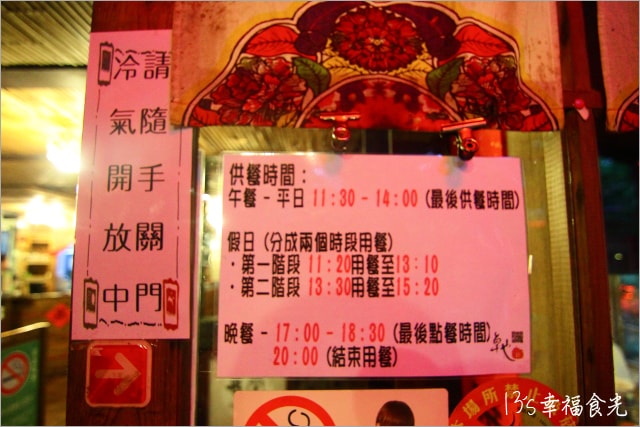 請隨手關門
冷氣開放中
供餐時間：
午餐 - 平日 11:30 - 14:00 (最後供餐時間)
假日 (分成兩個時段用餐)
．第一階段 11:20用餐至13:10
．第二階段 13:30用餐至15:20
晚餐 - 17:00 - 18:30 (最後點餐時間)
20:00 (結束用餐)
13's幸福食光